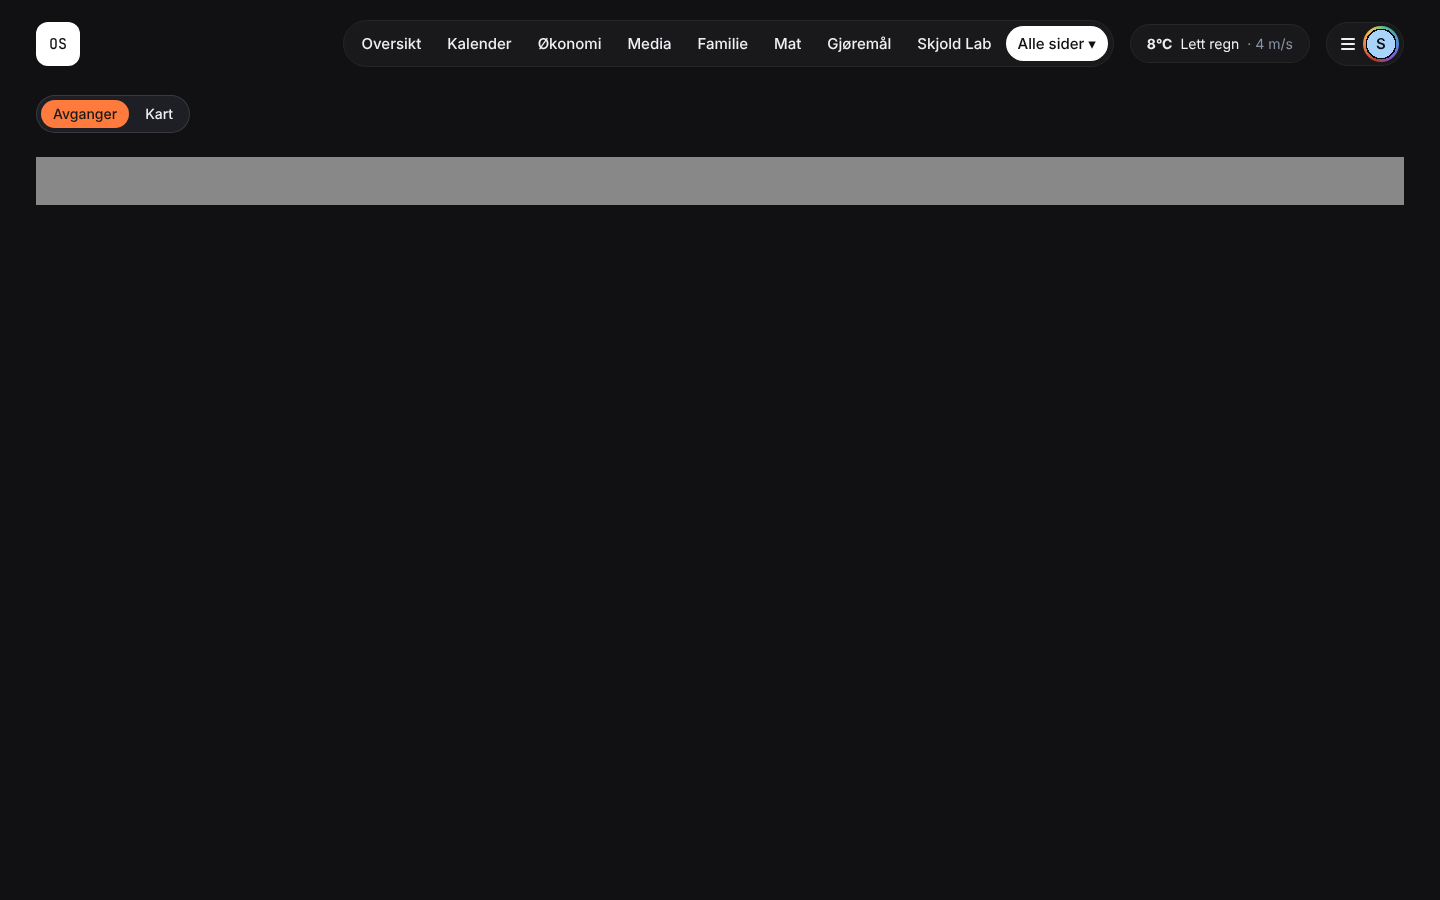 OS
Oversikt Kalender Økonomi Media Familie Mat Gjøremål Skjold Lab Alle sider ▾
8°C Lett regn · 4 m/s
S
Avganger Kart